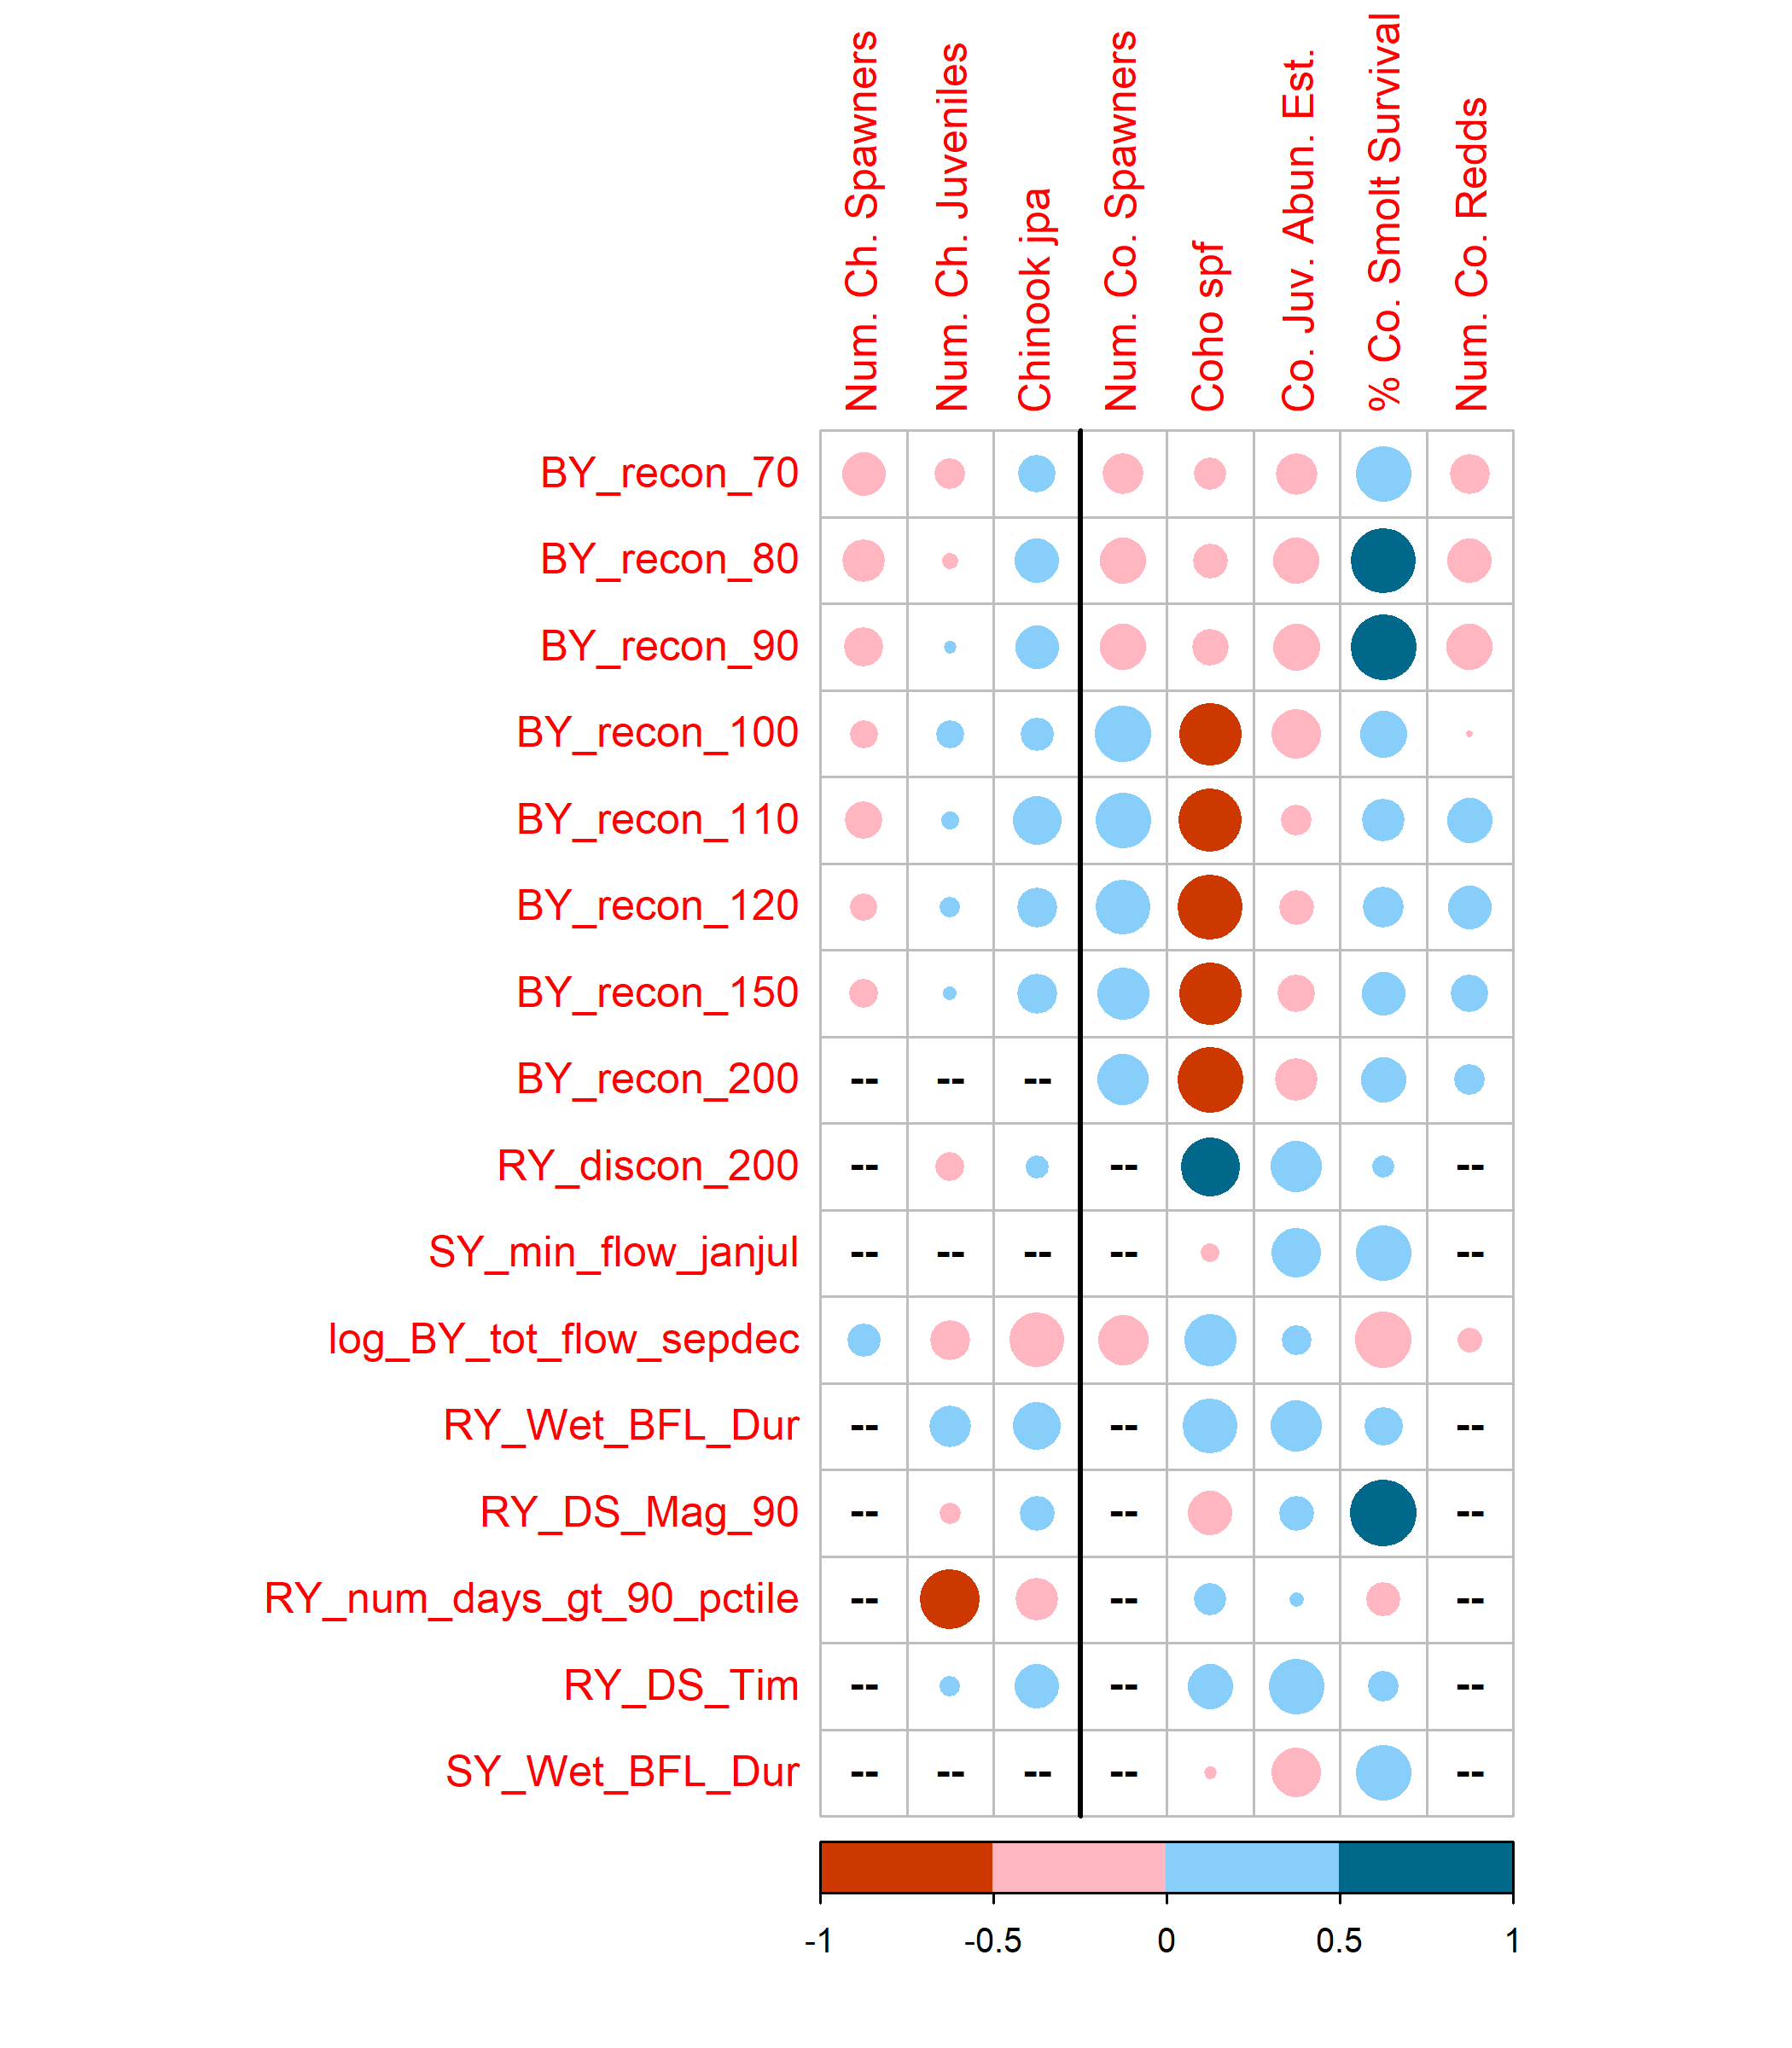 Num. Ch. Spawners
Num. Ch. Juveniles
Chinook jpa
Num. Co. Spawners
Coho spf
Co. Juv. Abun. Est.
% Co. Smolt Survival
Num. Co. Redds
BY_recon_70
BY_recon_80
BY_recon_90
BY_recon_100
BY_recon_110
BY_recon_120
BY_recon_150
BY_recon_200 -- -- --
RY_discon_200 -- -- --
SY_min_flow_janjul -- -- -- -- --
log_BY_tot_flow_sepdec
RY_Wet_BFL_Dur -- -- --
RY_DS_Mag_90 -- -- --
RY_num_days_gt_90_pctile -- -- --
RY_DS_Tim -- -- --
SY_Wet_BFL_Dur -- -- -- -- --
-1 -0.5 0 0.5 1